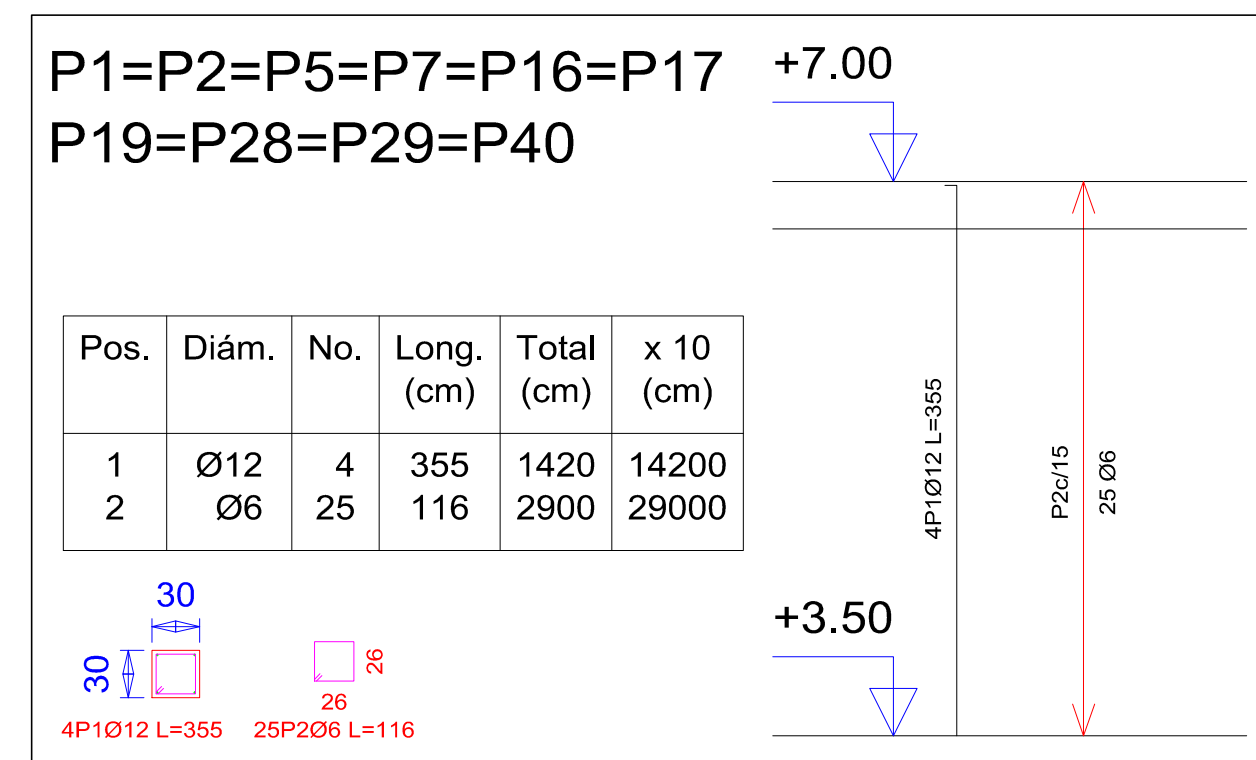 P1=P2=P5=P7=P16=P17
P19=P28=P29=P40
+7.00
Pos. Diám. No. Long. Total x 10
(cm) (cm) (cm)
1 Ø12 4 355 1420 14200
2 Ø6 25 116 2900 29000
30
30
4P1Ø12 L=355
26
26
25P2Ø6 L=116
4P1Ø12 L=355
P2c/15
25 Ø6
+3.50